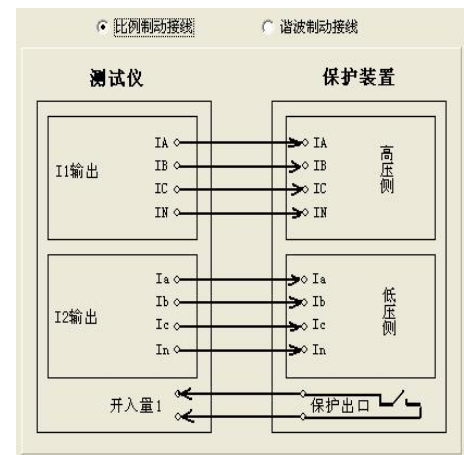 比例制动接线 谐波制动接线
测试仪 保护装置
I1输出
IA
IB
IC
IN
IA
IB
IC
IN
高压侧
I2输出
Ia
Ib
Ic
In
Ia
Ib
Ic
In
低压侧
开入量1
保护出口